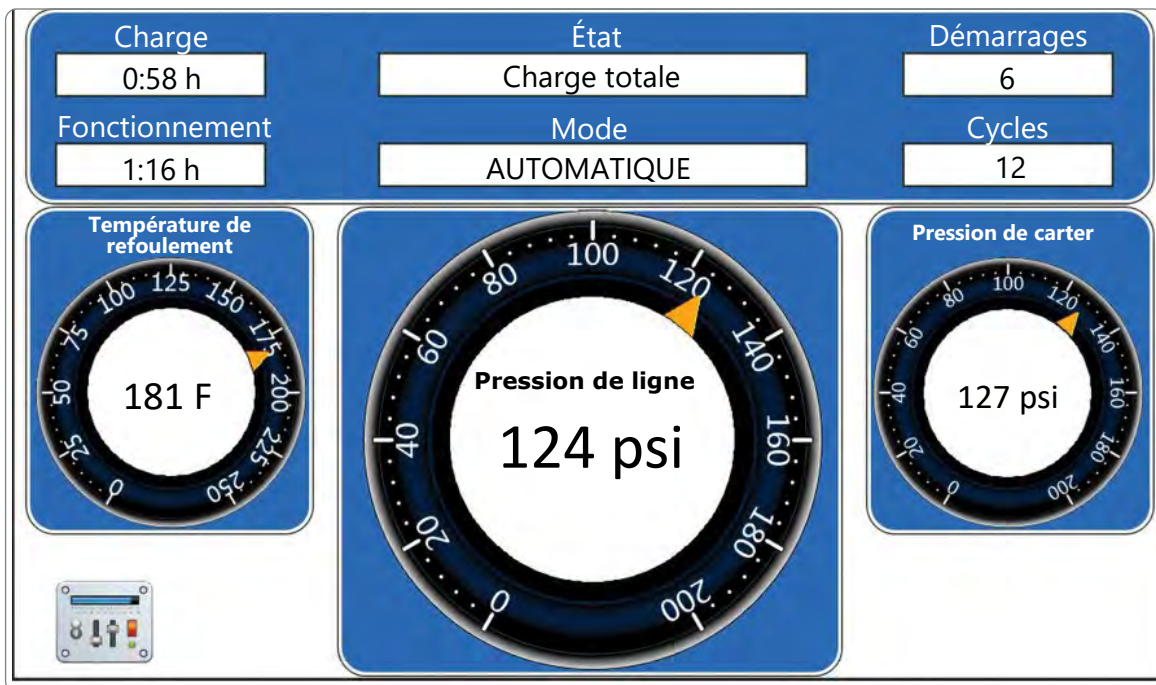 Charge
État
Démarrages
0:58 h
Charge totale
6
Fonctionnement
Mode
Cycles
1:16 h
AUTOMATIQUE
12
Température de
refoulement
0
25
50
75
100
125
150
175
200
225
250
181 F
0
20
40
60
80
100
120
140
160
180
200
Pression de ligne
124 psi
Pression de carter
0
20
40
60
80
100
120
140
160
180
200
127 psi